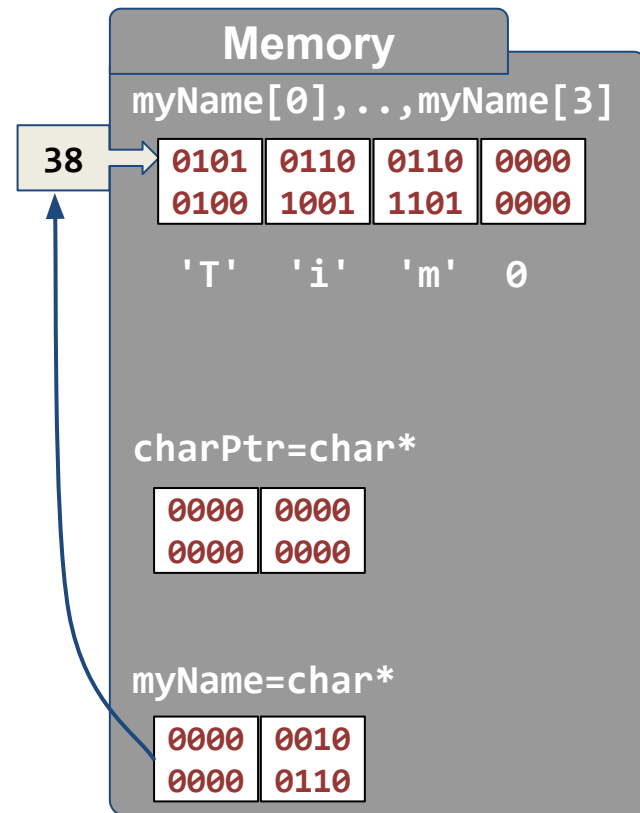 Memory
myName[0],..,myName[3]
38
0101 0110 0110 0000
0100 1001 1101 0000
'T' 'i' 'm' 0
charPtr=char*
0000 0000
0000 0000
myName=char*
0000 0010
0000 0110